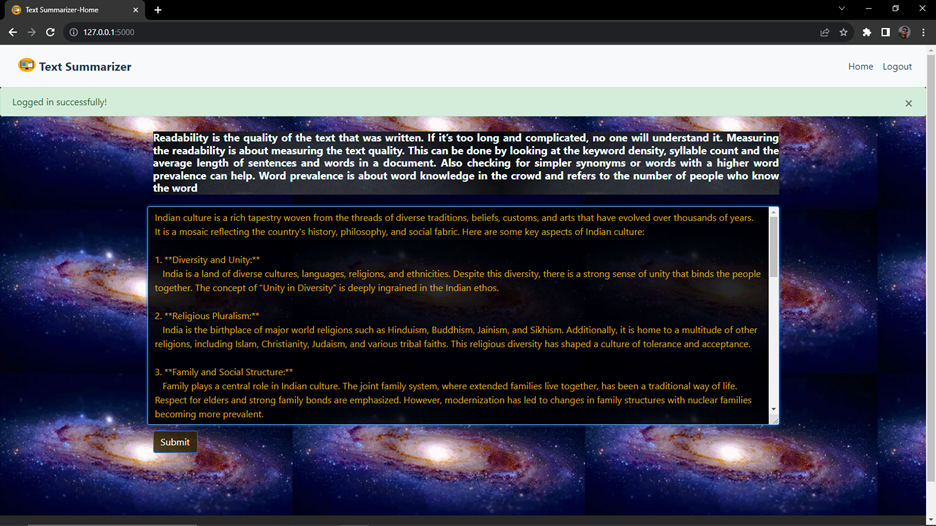 Text Summarizer-Home
127.0.0.1:5000
Text Summarizer
Home Logout
Logged in successfully!
Readability is the quality of the text that was written. If it's too long and complicated, no one will understand it. Measuring
the readability is about measuring the text quality. This can be done by looking at the keyword density, syllable count and the
average length of sentences and words in a document. Also checking for simpler synonyms or words with a higher word
prevalence can help. Word prevalence is about word knowledge in the crowd and refers to the number of people who know
the word
Indian culture is a rich tapestry woven from the threads of diverse traditions, beliefs, customs, and arts that have evolved over thousands of years.
It is a mosaic reflecting the country's history, philosophy, and social fabric. Here are some key aspects of Indian culture:
1. **Diversity and Unity:**
India is a land of diverse cultures, languages, religions, and ethnicities. Despite this diversity, there is a strong sense of unity that binds the people
together. The concept of "Unity in Diversity" is deeply ingrained in the Indian ethos.
2. **Religious Pluralism:**
India is the birthplace of major world religions such as Hinduism, Buddhism, Jainism, and Sikhism. Additionally, it is home to a multitude of other
religions, including Islam, Christianity, Judaism, and various tribal faiths. This religious diversity has shaped a culture of tolerance and acceptance.
3. **Family and Social Structure:**
Family plays a central role in Indian culture. The joint family system, where extended families live together, has been a traditional way of life.
Respect for elders and strong family bonds are emphasized. However, modernization has led to changes in family structures with nuclear families
becoming more prevalent.
Submit